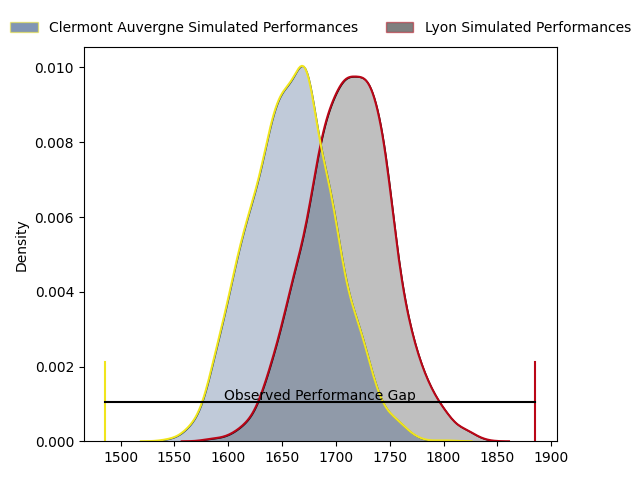 Clermont Auvergne Simulated Performances
Lyon Simulated Performances
0.010
0.008
0.006
0.004
0.002
0.000
Density
Observed Performance Gap
1500 1550 1600 1650 1700 1750 1800 1850 1900